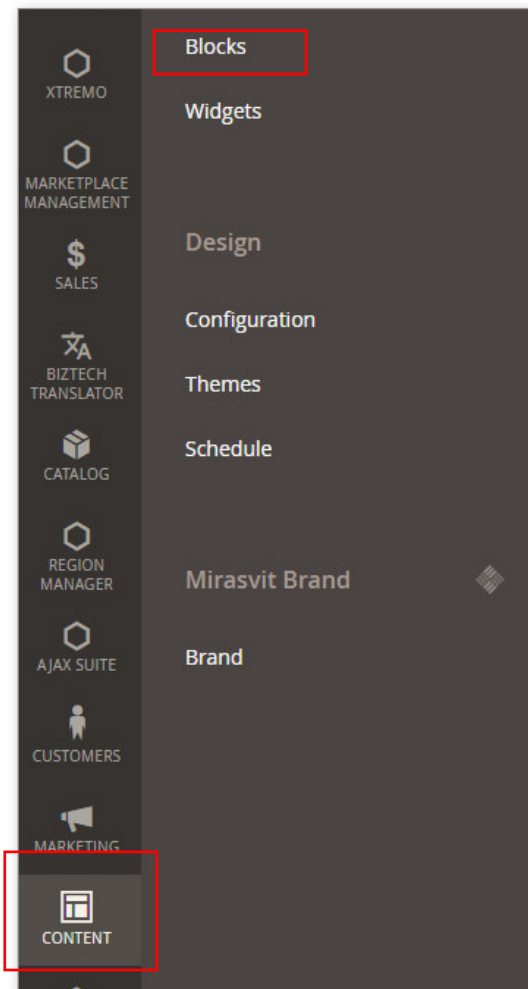 XTREMO
MARKETPLACE
MANAGEMENT
$
SALES
BIZTECH
TRANSLATOR
CATALOG
REGION
MANAGER
AJAX SUITE
CUSTOMERS
MARKETING
CONTENT
Blocks
Widgets
Design
Configuration
Themes
Schedule
Mirasvit Brand
Brand